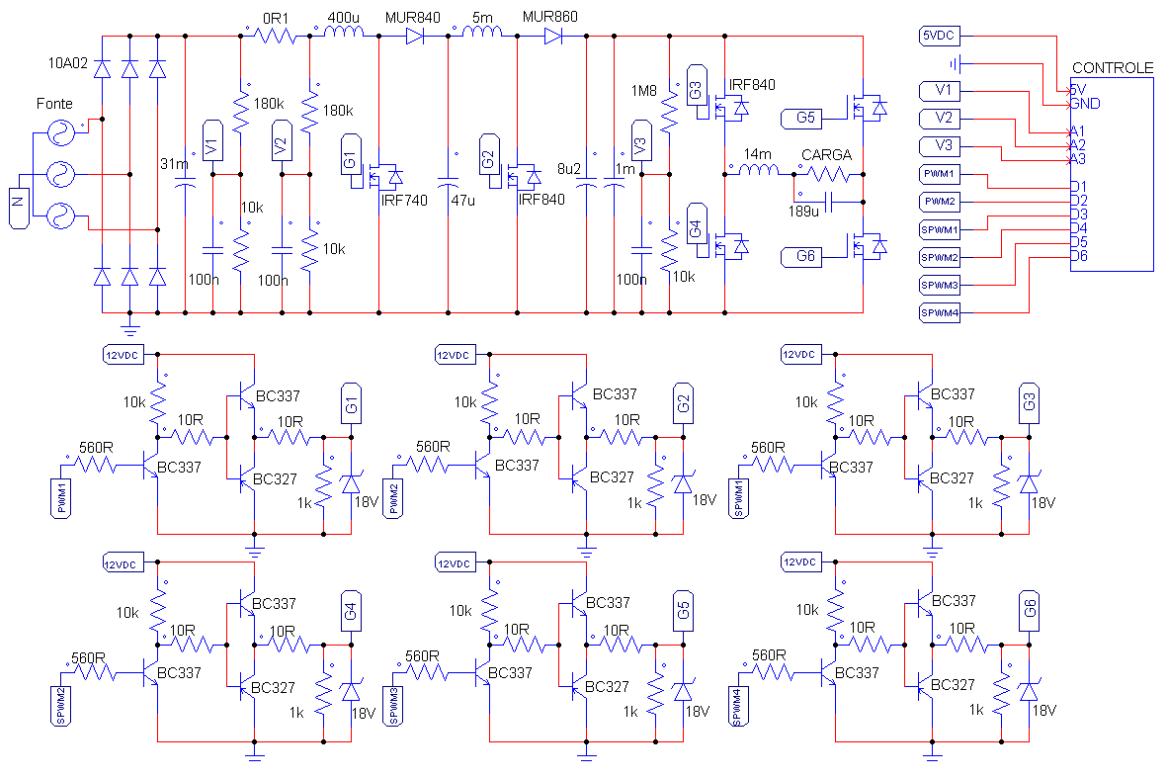 0R1
400u
MUR840
5m
MUR860
5VDC
10A02
Fonte
N
31m
180k
V1
10k
100n
180k
V2
10k
100n
G1
IRF740
47u
G2
IRF840
8u2
1m
V3
1M8
100n
10k
G3
IRF840
G4
14m
CARGA
189u
G5
G6
V1
V2
V3
PWM1
PWM2
SPWM1
SPWM2
SPWM3
SPWM4
CONTROLE
5V
GND
A1
A2
A3
D1
D2
D3
D4
D5
D6
12VDC
10k
BC337
10R
10R
G1
560R
BC337
BC327
PWM1
1k
18V
12VDC
10k
BC337
10R
10R
G2
560R
BC337
BC327
PWM2
1k
18V
12VDC
10k
BC337
10R
10R
G3
560R
BC337
BC327
SPWM1
1k
18V
12VDC
10k
BC337
10R
10R
G4
560R
BC337
BC327
SPWM2
1k
18V
12VDC
10k
BC337
10R
10R
G5
560R
BC337
BC327
SPWM3
1k
18V
12VDC
10k
BC337
10R
10R
G6
560R
BC337
BC327
SPWM4
1k
18V